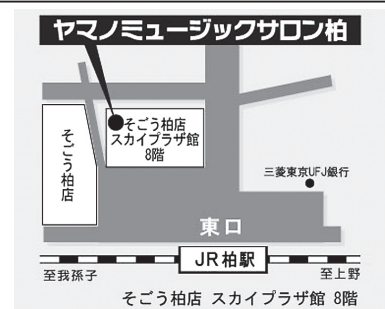 ヤマノミュージックサロン柏
そごう柏店
そごう柏店
スカイプラザ館
8階
三菱東京UFJ銀行
東口
JR柏駅
至我孫子
至上野
そごう柏店 スカイプラザ館 8階